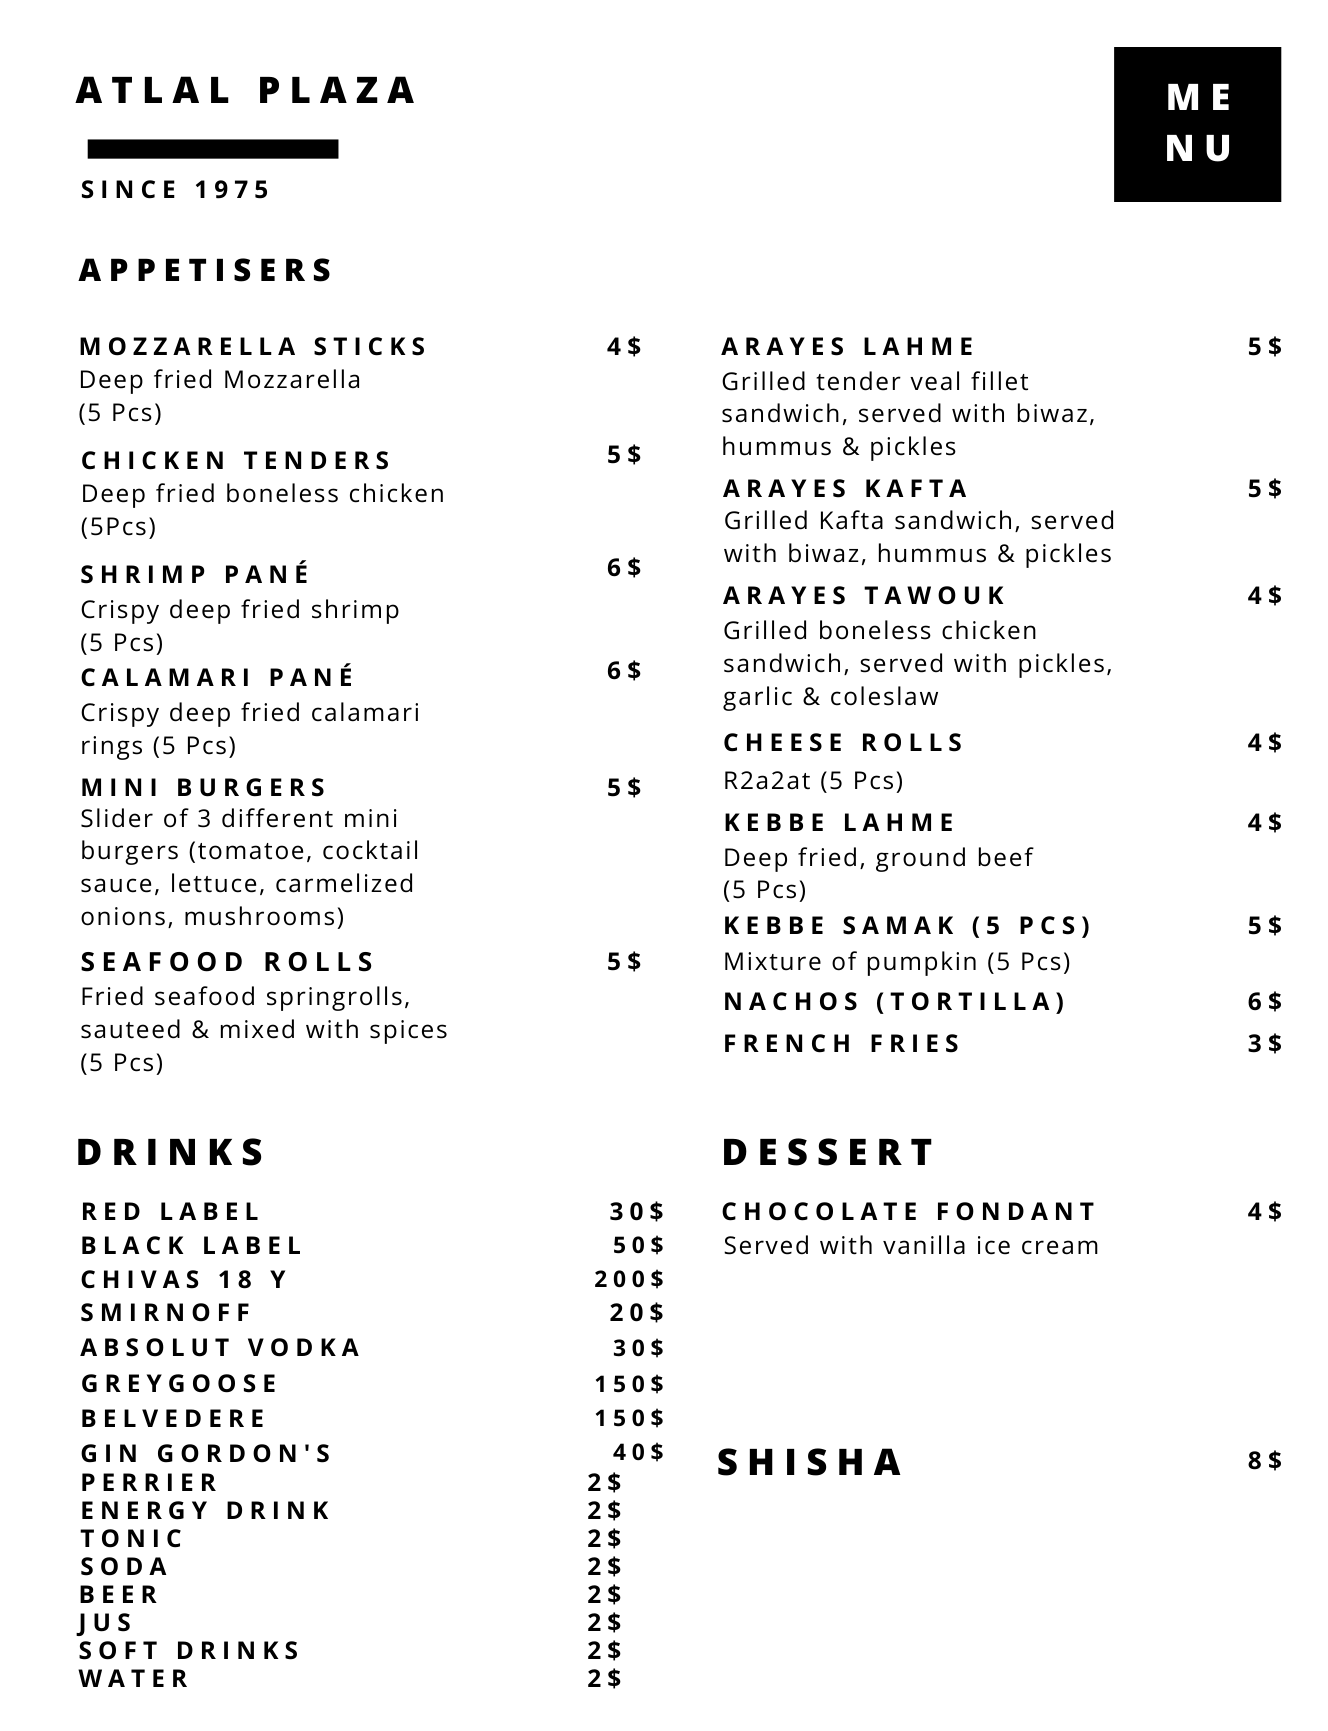 ATLAL PLAZA
ME
NU
SINCE 1975
APPETISERS
MOZZARELLA STICKS 4$
Deep fried Mozzarella
(5 Pcs)
CHICKEN TENDERS 5$
Deep fried boneless chicken
(5Pcs)
SHRIMP PANÉ 6$
Crispy deep fried shrimp
(5 Pcs)
CALAMARI PANÉ 6$
Crispy deep fried calamari
rings (5 Pcs)
MINI BURGERS 5$
Slider of 3 different mini
burgers (tomatoe, cocktail
sauce, lettuce, carmelized
onions, mushrooms)
SEAFOOD ROLLS 5$
Fried seafood springrolls,
sauteed & mixed with spices
(5 Pcs)
ARAYES LAHME 5$
Grilled tender veal fillet
sandwich, served with biwaz,
hummus & pickles
ARAYES KAFTA 5$
Grilled Kafta sandwich, served
with biwaz, hummus & pickles
ARAYES TAWOUK 4$
Grilled boneless chicken
sandwich, served with pickles,
garlic & coleslaw
CHEESE ROLLS 4$
R2a2at (5 Pcs)
KEBBE LAHME 4$
Deep fried, ground beef
(5 Pcs)
KEBBE SAMAK (5 PCS) 5$
Mixture of pumpkin (5 Pcs)
NACHOS (TORTILLA) 6$
FRENCH FRIES 3$
DRINKS
RED LABEL 30$
BLACK LABEL 50$
CHIVAS 18 Y 200$
SMIRNOFF 20$
ABSOLUT VODKA 30$
GREYGOOSE 150$
BELVEDERE 150$
GIN GORDON'S 40$
PERRIER 2$
ENERGY DRINK 2$
TONIC 2$
SODA 2$
BEER 2$
JUS 2$
SOFT DRINKS 2$
WATER 2$
DESSERT
CHOCOLATE FONDANT 4$
Served with vanilla ice cream
SHISHA 8$